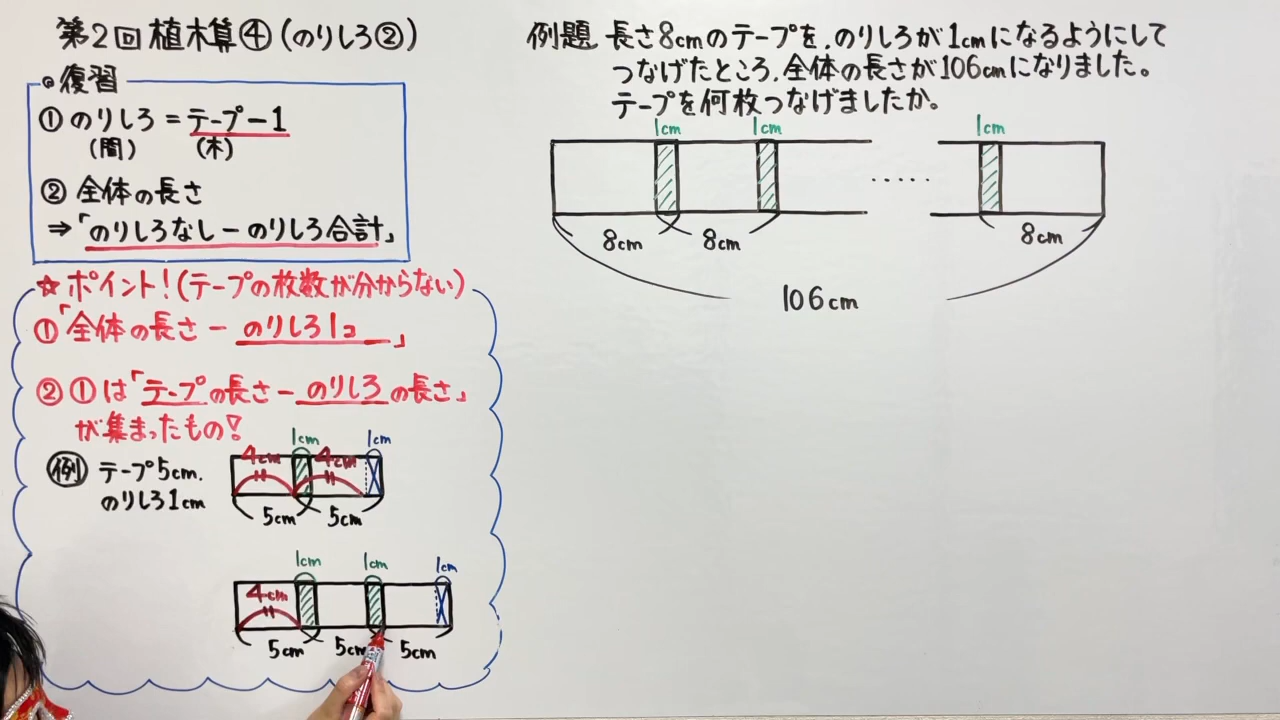 第2回 植木算④(のりしろ②)
復習
① のりしろ = テープ－1
(間) (木)
② 全体の長さ
⇒「のりしろなし－のりしろ合計」
☆ポイント!(テープの枚数が分からない)
①「全体の長さ－のりしろ1コ」
② ①は「テープの長さ－のりしろの長さ」
が集まったもの!
例 テープ5cm.
のりしろ1cm
1cm 1cm
4cm 4cm
5cm 5cm
1cm 1cm 1cm
4cm
5cm 5cm 5cm
例題 長さ8cmのテープを、のりしろが1cmになるようにして
つなげたところ、全体の長さが106cmになりました。
テープを何枚つなげましたか。
1cm 1cm 1cm
8cm 8cm 8cm
106cm